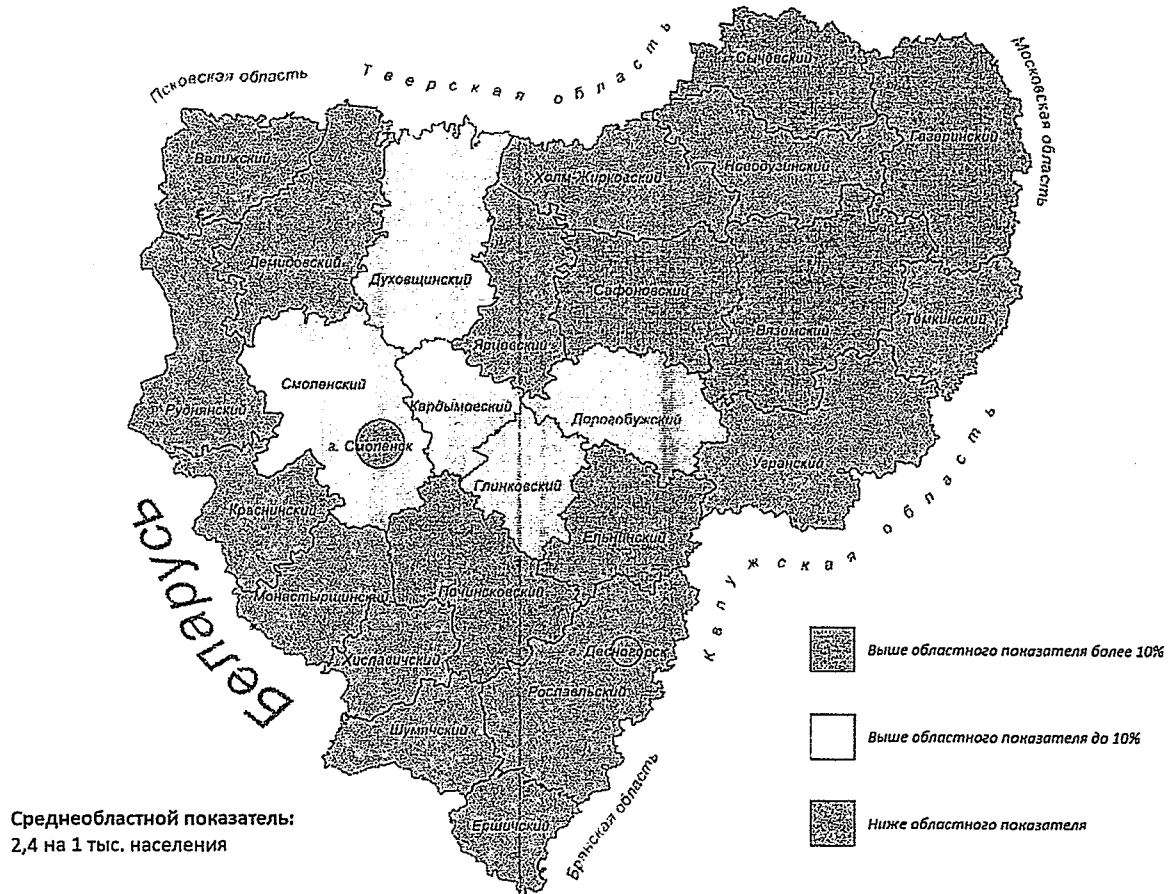 Псковская область
Тверская область
Московская область
Сычовский
Гагаринский
Велижский
Холм-Жирковский
Новодугинский
Демидовский
Духовщинский
Сафоновский
Вяземский
Тёмкинский
Ярцевский
Смоленский
Кардымовский
Дорогобужский
Руднянский
г. Смоленск
Угранский
Глинковский
Краснинский
Ельнинский
Калужская область
Беларусь
Монастырщинский
Починковский
г. Десногорск
Хиславичский
Рославльский
Шумячский
Ершичский
Брянская область
Выше областного показателя более 10%
Выше областного показателя до 10%
Ниже областного показателя
Среднеобластной показатель:
2,4 на 1 тыс. населения